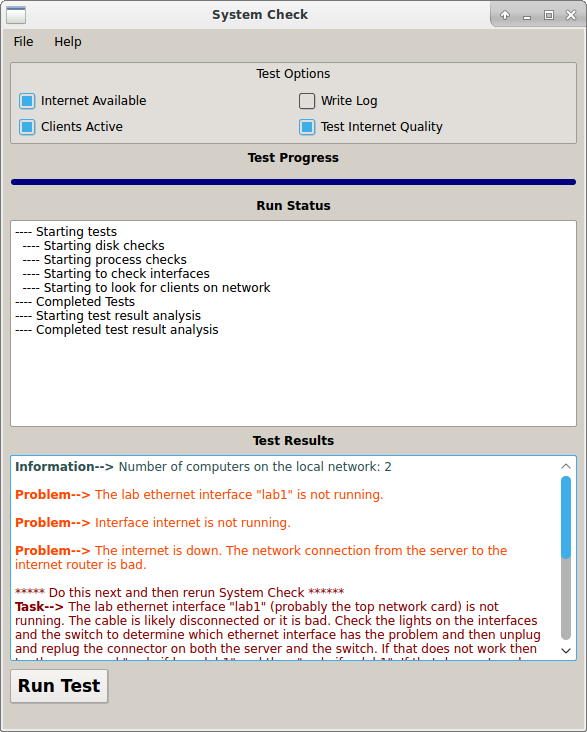 System Check
File Help
Test Options
Internet Available
Write Log
Clients Active
Test Internet Quality
Test Progress
Run Status
---- Starting tests
---- Starting disk checks
---- Starting process checks
---- Starting to check interfaces
---- Starting to look for clients on network
---- Completed Tests
---- Starting test result analysis
---- Completed test result analysis
Test Results
Information--> Number of computers on the local network: 2
Problem--> The lab ethernet interface "lab1" is not running.
Problem--> Interface internet is not running.
Problem--> The internet is down. The network connection from the server to the
internet router is bad.
***** Do this next and then rerun System Check ******
Task--> The lab ethernet interface "lab1" (probably the top network card) is not
running. The cable is likely disconnected or it is bad. Check the lights on the interfaces
and the switch to determine which ethernet interface has the problem and then unplug
and replug the connector on both the server and the switch. If that does not work then
Run Test